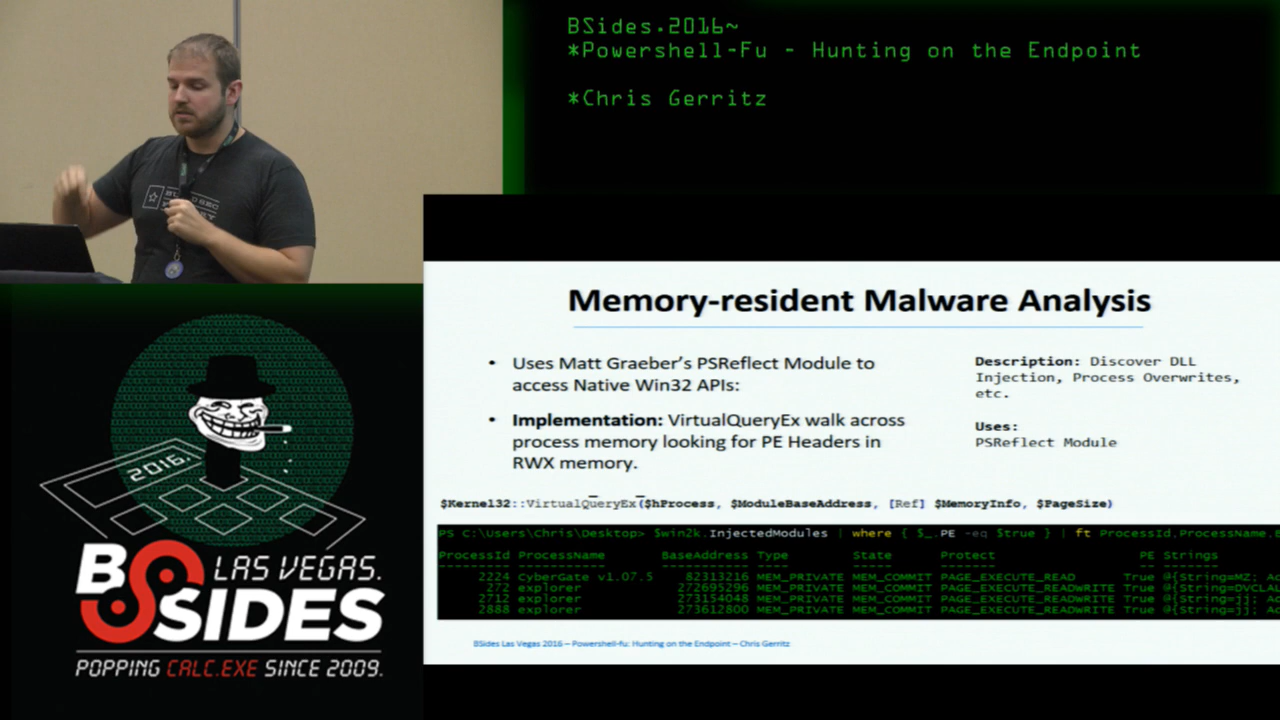 BSides.2016~
*Powershell-Fu - Hunting on the Endpoint
*Chris Gerritz
Memory-resident Malware Analysis
• Uses Matt Graeber's PSReflect Module to
access Native Win32 APIs:
• Implementation: VirtualQueryEx walk across
process memory looking for PE Headers in
RWX memory.
Description: Discover DLL
Injection, Process Overwrites,
etc.
Uses:
PSReflect Module
$Kernel32::VirtualQueryEx($hProcess, $ModuleBaseAddress, [Ref] $MemoryInfo, $PageSize)
PS C:\Users\Chris\Desktop> $win2k.InjectedModules | where { $_.PE -eq $true } | ft ProcessId,ProcessName,
ProcessId ProcessName BaseAddress Type State Protect PE Strings
2224 CyberGate v1.07.5 82313216 MEM_PRIVATE MEM_COMMIT PAGE_EXECUTE_READ True @{String=MZ;
272 explorer 272695296 MEM_PRIVATE MEM_COMMIT PAGE_EXECUTE_READWRITE True @{String=DVCLA
2712 explorer 273154048 MEM_PRIVATE MEM_COMMIT PAGE_EXECUTE_READWRITE True
2888 explorer 273612800 MEM_PRIVATE MEM_COMMIT PAGE_EXECUTE_READWRITE True
BSides Las Vegas 2016 – Powershell-fu: Hunting on the Endpoint – Chris Gerritz
2016.
BSIDES
LAS VEGAS.
POPPING CALC.EXE SINCE 2009.